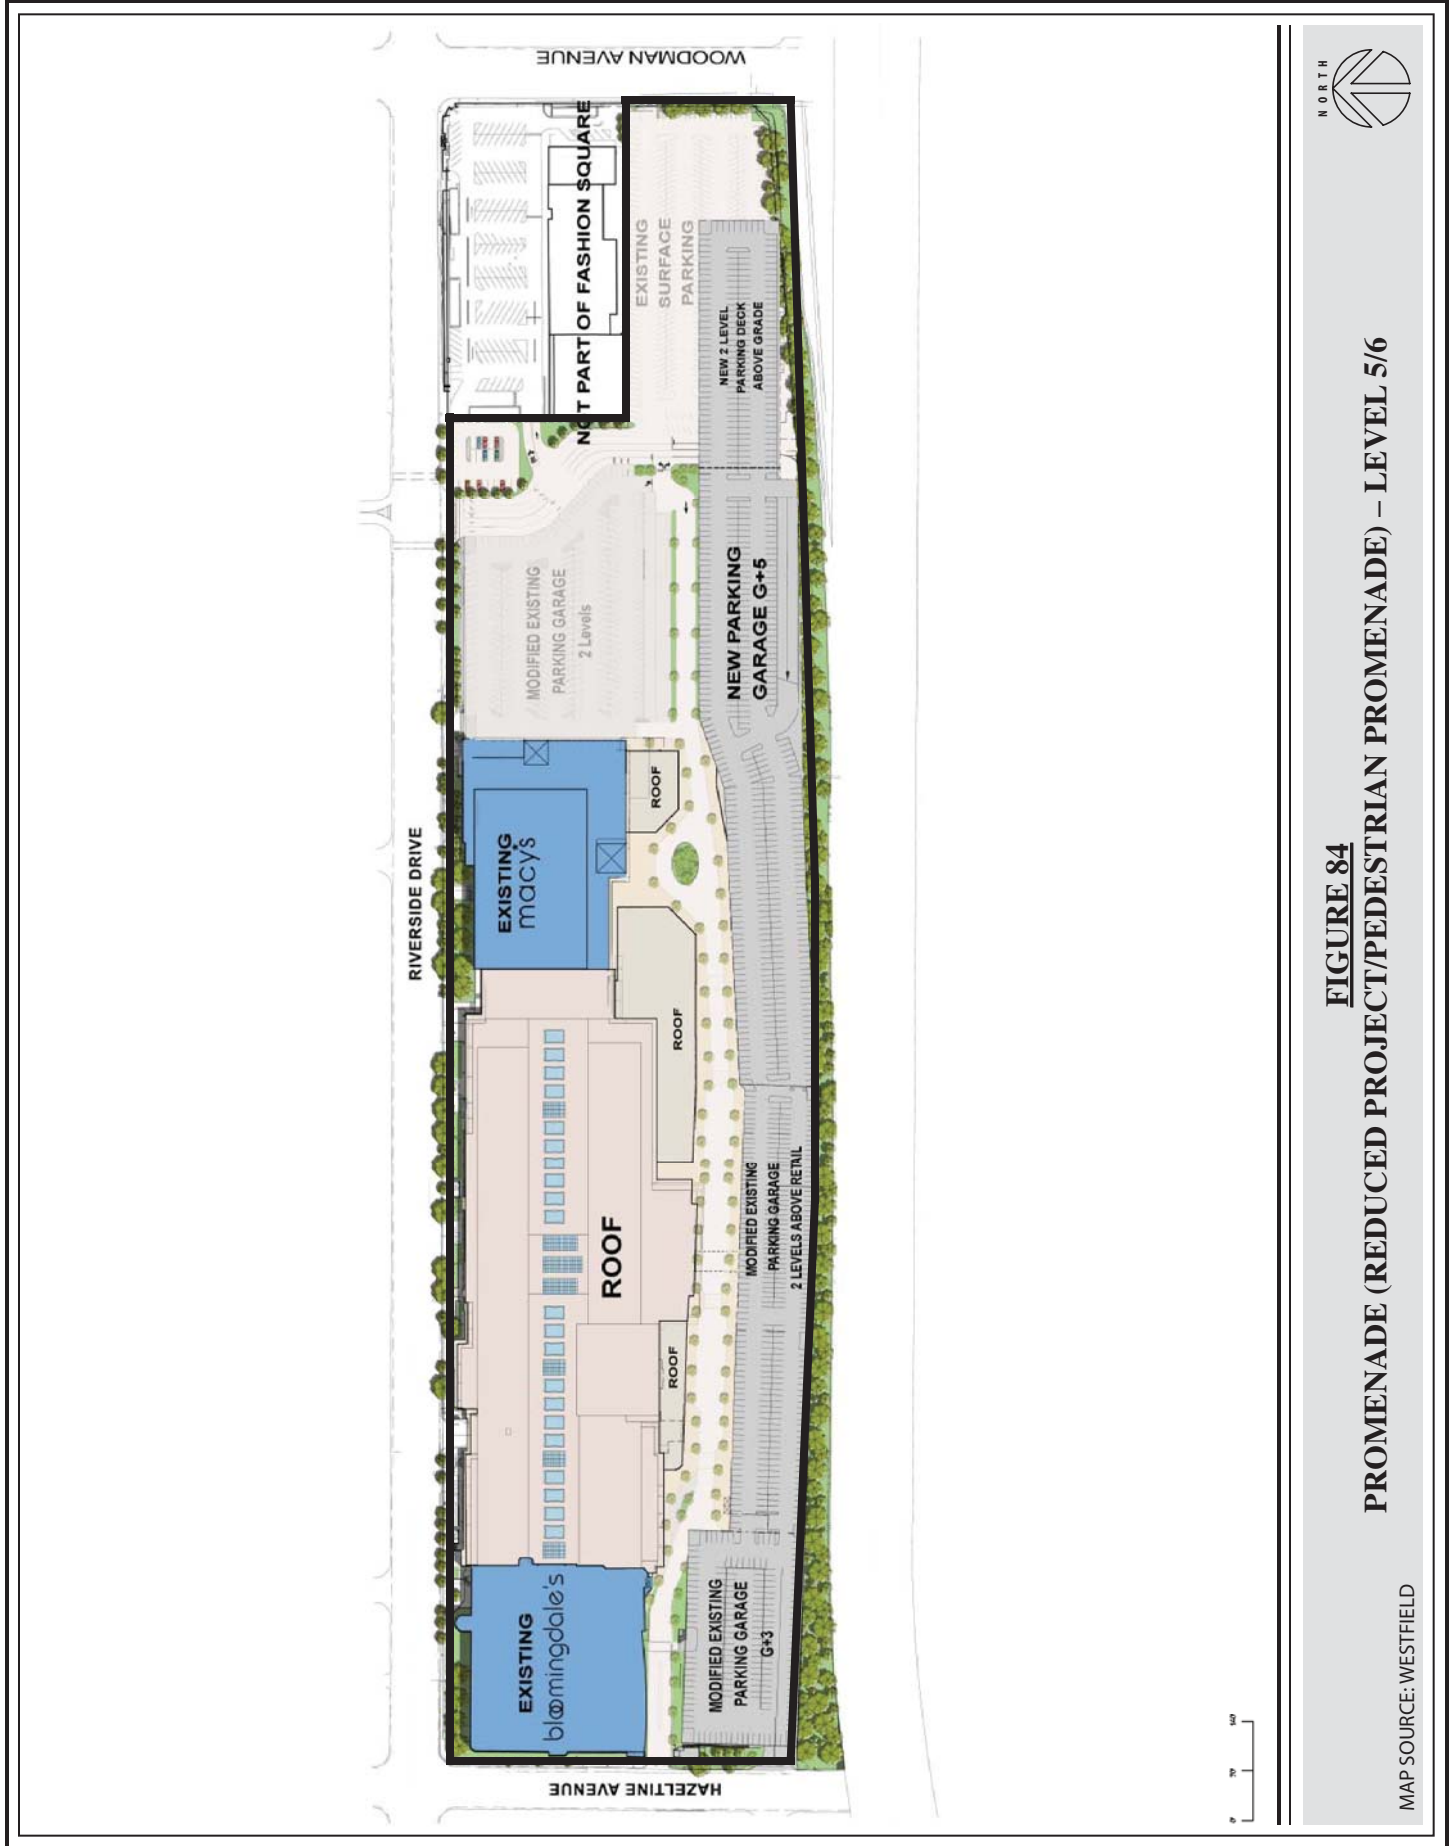 WOODMAN AVENUE
NORTH
NOT PART OF FASHION SQUARE
EXISTING
SURFACE
PARKING
NEW 2 LEVEL
PARKING DECK
ABOVE GRADE
MODIFIED EXISTING
PARKING GARAGE
2 Levels
NEW PARKING
GARAGE G+5
RIVERSIDE DRIVE
EXISTING
macy's
ROOF
ROOF
ROOF
ROOF
MODIFIED EXISTING
PARKING GARAGE
2 LEVELS ABOVE RETAIL
EXISTING
bloomingdale's
MODIFIED EXISTING
PARKING GARAGE
G+3
HAZELTINE AVENUE
FIGURE 84
PROMENADE (REDUCED PROJECT/PEDESTRIAN PROMENADE) – LEVEL 5/6
MAP SOURCE: WESTFIELD